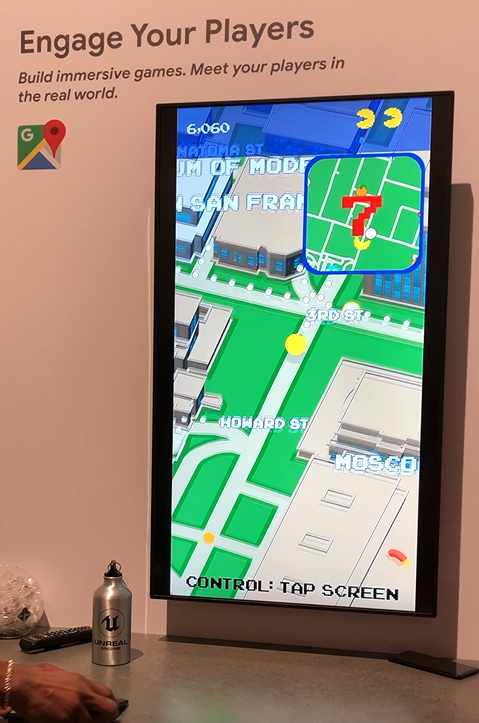 Engage Your Players
Build immersive games. Meet your players in
the real world.
G
6,060
NATOMA ST
UM OF MODE
N SAN FRAN
7
3RD ST
HOWARD ST
MOSCO
CONTROL: TAP SCREEN
UNREAL
ENGINE